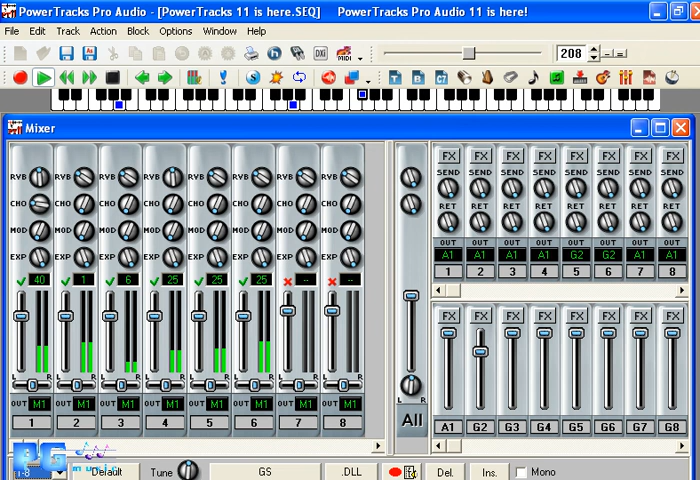 PowerTracks Pro Audio - [PowerTracks 11 is here.SEQ] PowerTracks Pro Audio 11 is here!
File Edit Track Action Block Options Window Help
DXi MIDI 208
T B C7
Mixer
RVB RVB RVB RVB RVB RVB RVB RVB
CHO CHO CHO CHO CHO CHO CHO CHO
MOD MOD MOD MOD MOD MOD MOD MOD
EXP EXP EXP EXP EXP EXP EXP EXP
40 1 6 25 25 25 -- --
L R L R L R L R L R L R L R L R
OUT M1 OUT M1 OUT M1 OUT M1 OUT M1 OUT M1 OUT M1 OUT M1
1 2 3 4 5 6 7 8
L R
All
FX FX FX FX FX FX FX FX
SEND SEND SEND SEND SEND SEND SEND SEND
RET RET RET RET RET RET RET RET
OUT OUT OUT OUT OUT OUT OUT OUT
A1 A1 A1 A1 G2 G2 A1 A1
1 2 3 4 5 6 7 8
FX FX FX FX FX FX FX FX
A1 G2 G3 G4 G5 G6 G7 G8
PG music
1-8 Default Tune GS .DLL Del. Ins. Mono